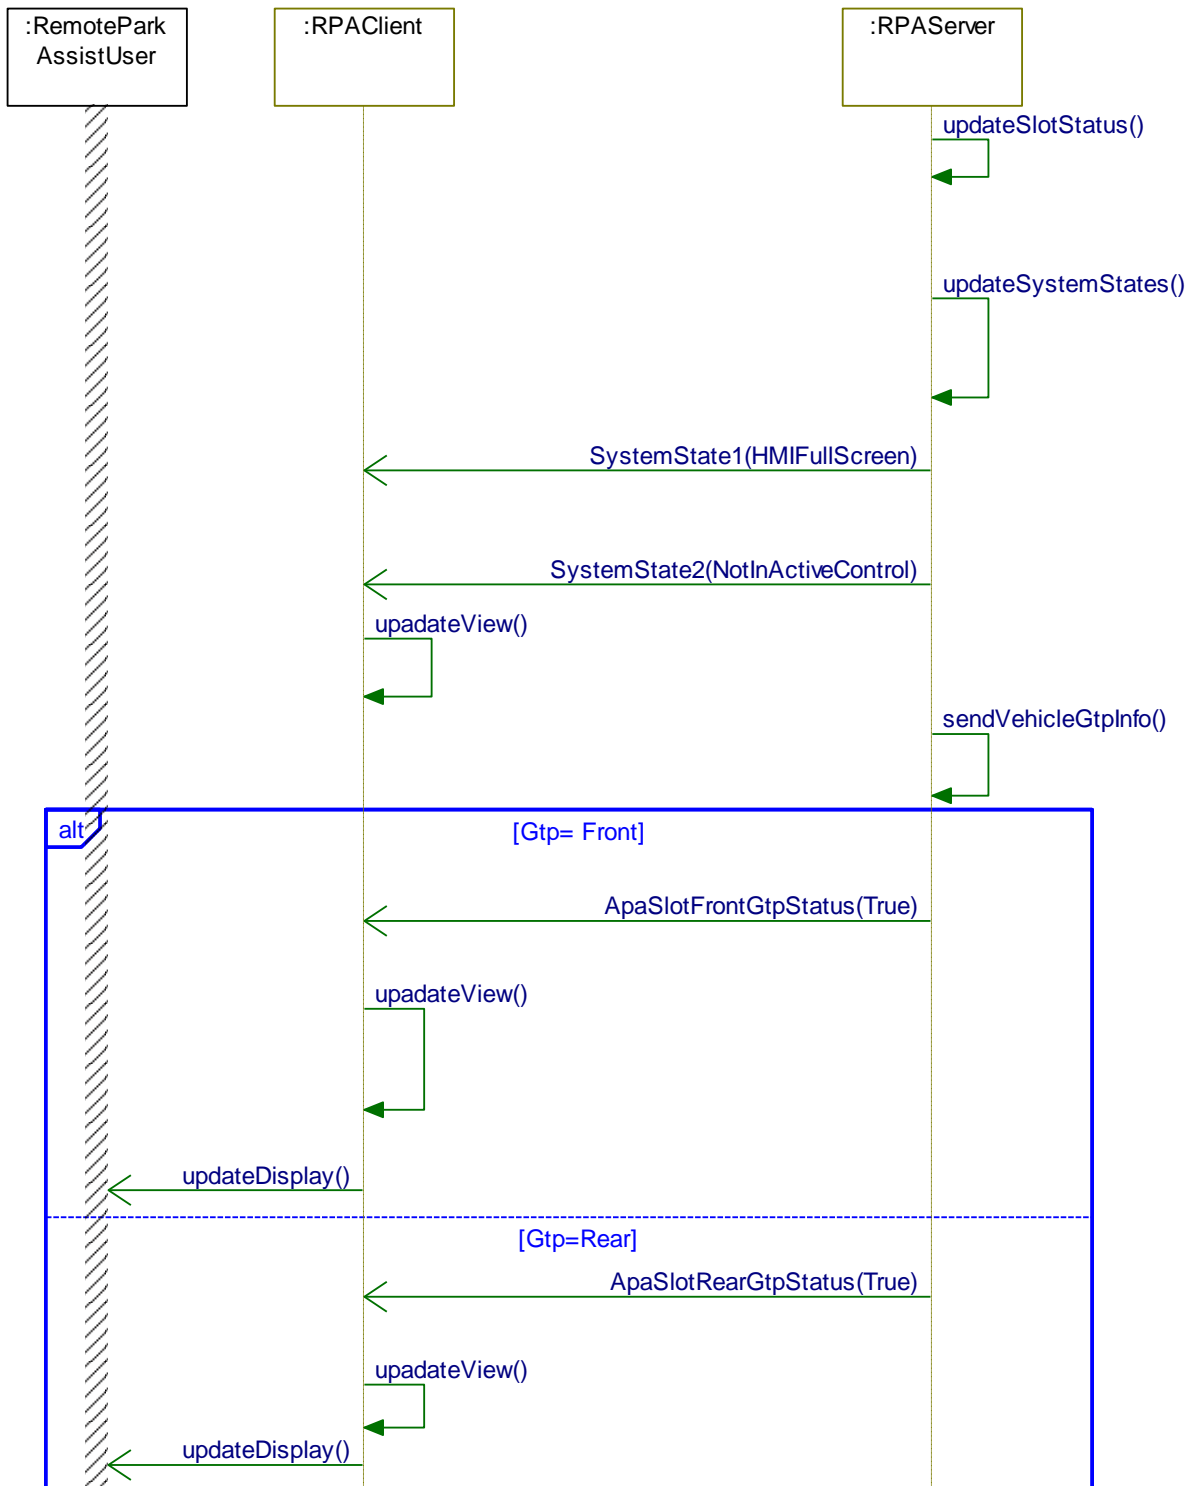 :RemotePark
AssistUser
:RPAClient
:RPAServer
updateSlotStatus()
updateSystemStates()
SystemState1(HMIFullScreen)
SystemState2(NotInActiveControl)
upadateView()
sendVehicleGtpInfo()
alt
[Gtp= Front]
ApaSlotFrontGtpStatus(True)
upadateView()
updateDisplay()
[Gtp=Rear]
ApaSlotRearGtpStatus(True)
upadateView()
updateDisplay()